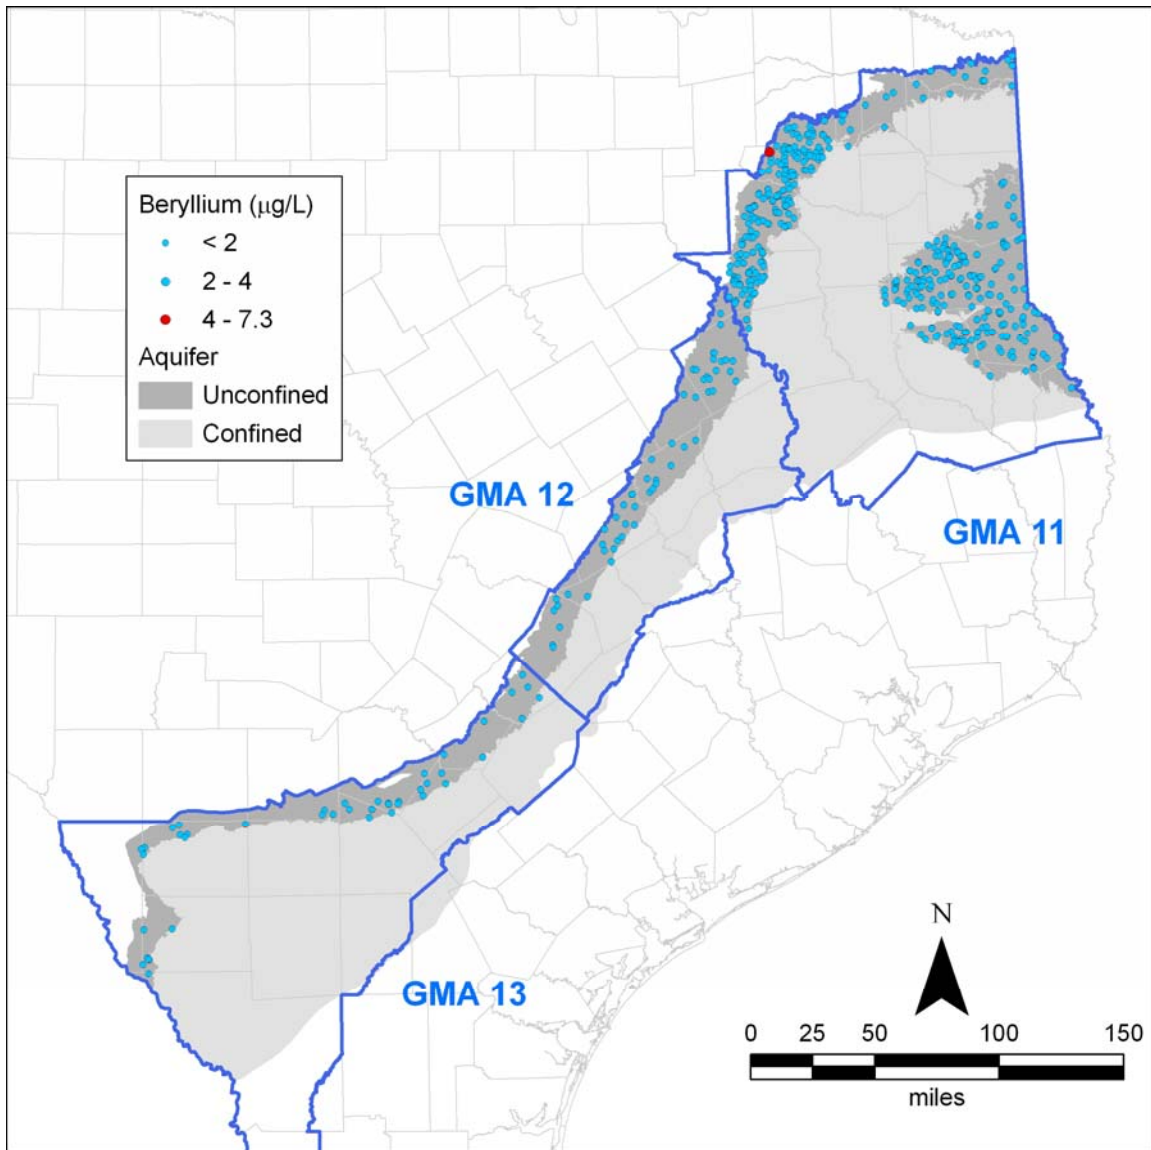 Beryllium (µg/L)
< 2
2 - 4
4 - 7.3
Aquifer
Unconfined
Confined
GMA 12
GMA 11
GMA 13
N
0 25 50 100 150
miles